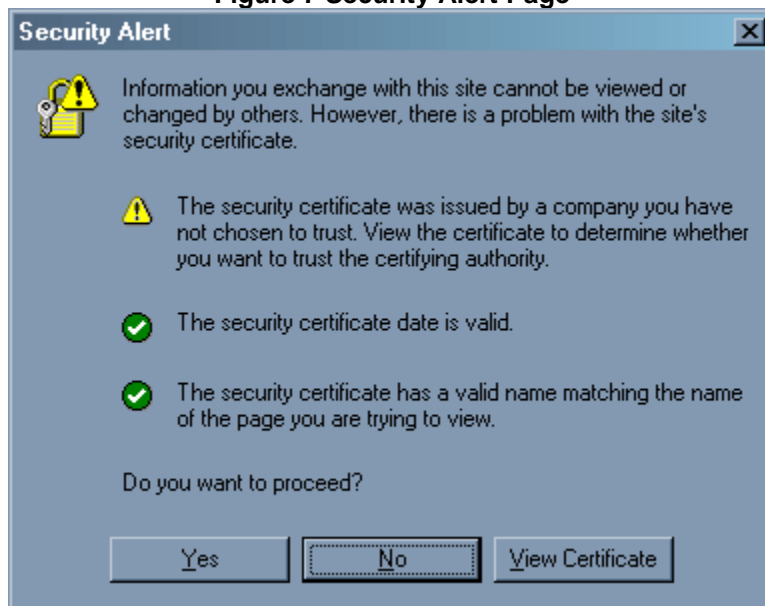 Figure 7 Security Alert Page
Security Alert
Information you exchange with this site cannot be viewed or
changed by others. However, there is a problem with the site's
security certificate.
The security certificate was issued by a company you have
not chosen to trust. View the certificate to determine whether
you want to trust the certifying authority.
The security certificate date is valid.
The security certificate has a valid name matching the name
of the page you are trying to view.
Do you want to proceed?
Yes No View Certificate